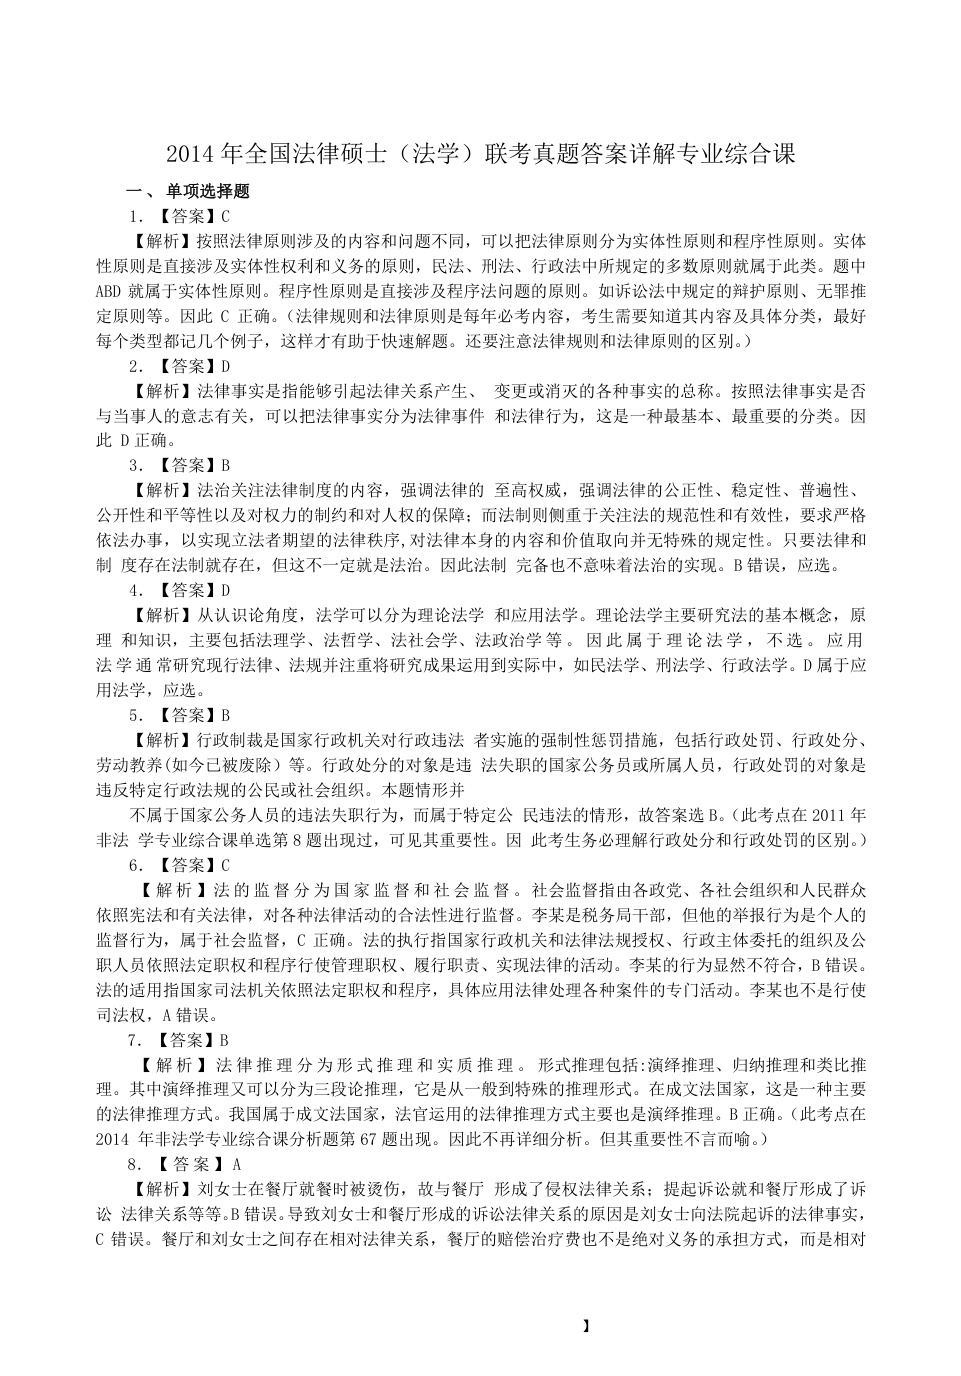 2014 年全国法律硕士（法学）联考真题答案详解专业综合课
一 、 单项选择题
1. 【答案】C
【解析】按照法律原则涉及的内容和问题不同，可以把法律原则分为实体性原则和程序性原则。实体
性原则是直接涉及实体性权利和义务的原则，民法、刑法、行政法中所规定的多数原则就属于此类。题中
ABD 就属于实体性原则。程序性原则是直接涉及程序法问题的原则。如诉讼法中规定的辩护原则、无罪推
定原则等。因此 C 正确。（法律规则和法律原则是每年必考内容，考生需要知道其内容及具体分类，最好
每个类型都记几个例子，这样才有助于快速解题。还要注意法律规则和法律原则的区别。）
2. 【答案】D
【解析】法律事实是指能够引起法律关系产生、 变更或消灭的各种事实的总称。按照法律事实是否
与当事人的意志有关，可以把法律事实分为法律事件 和法律行为，这是一种最基本、最重要的分类。因
此 D 正确。
3. 【答案】B
【解析】法治关注法律制度的内容，强调法律的 至高权威，强调法律的公正性、稳定性、普遍性、
公开性和平等性以及对权力的制约和对人权的保障；而法制则侧重于关注法的规范性和有效性，要求严格
依法办事，以实现立法者期望的法律秩序,对法律本身的内容和价值取向并无特殊的规定性。只要法律和
制 度存在法制就存在，但这不一定就是法治。因此法制 完备也不意味着法治的实现。B 错误，应选。
4. 【答案】D
【解析】从认识论角度，法学可以分为理论法学 和应用法学。理论法学主要研究法的基本概念，原
理 和知识，主要包括法理学、法哲学、法社会学、法政治学 等 。 因 此 属 于 理 论 法 学 ， 不 选 。 应 用
法 学 通 常研究现行法律、法规并注重将研究成果运用到实际中，如民法学、刑法学、行政法学。D 属于应
用法学，应选。
5. 【答案】B
【解析】行政制裁是国家行政机关对行政违法 者实施的强制性惩罚措施，包括行政处罚、行政处分、
劳动教养(如今已被废除）等。行政处分的对象是违 法失职的国家公务员或所属人员，行政处罚的对象是
违反特定行政法规的公民或社会组织。本题情形并
不属于国家公务人员的违法失职行为，而属于特定公 民违法的情形，故答案选 B。（此考点在 2011 年
非法 学专业综合课单选第 8 题出现过，可见其重要性。因 此考生务必理解行政处分和行政处罚的区别。）
6. 【答案】C
【 解 析 】 法 的 监 督 分 为 国 家 监 督 和 社 会 监 督 。 社会监督指由各政党、各社会组织和人民群众
依照宪法和有关法律，对各种法律活动的合法性进行监督。李某是税务局干部，但他的举报行为是个人的
监督行为，属于社会监督，C 正确。法的执行指国家行政机关和法律法规授权、行政主体委托的组织及公
职人员依照法定职权和程序行使管理职权、履行职责、实现法律的活动。李某的行为显然不符合，B 错误。
法的适用指国家司法机关依照法定职权和程序，具体应用法律处理各种案件的专门活动。李某也不是行使
司法权，A 错误。
7. 【答案】B
【 解 析 】 法 律 推 理 分 为 形 式 推 理 和 实 质 推 理 。 形式推理包括:演绎推理、归纳推理和类比推
理。其中演绎推理又可以分为三段论推理，它是从一般到特殊的推理形式。在成文法国家，这是一种主要
的法律推理方式。我国属于成文法国家，法官运用的法律推理方式主要也是演绎推理。B 正确。（此考点在
2014 年非法学专业综合课分析题第 67 题出现。因此不再详细分析。但其重要性不言而喻。）
8. 【 答 案 】 A
【解析】刘女士在餐厅就餐时被烫伤，故与餐厅 形成了侵权法律关系；提起诉讼就和餐厅形成了诉
讼 法律关系等等。B 错误。导致刘女士和餐厅形成的诉讼法律关系的原因是刘女士向法院起诉的法律事实，
C 错误。餐厅和刘女士之间存在相对法律关系，餐厅的赔偿治疗费也不是绝对义务的承担方式，而是相对
】